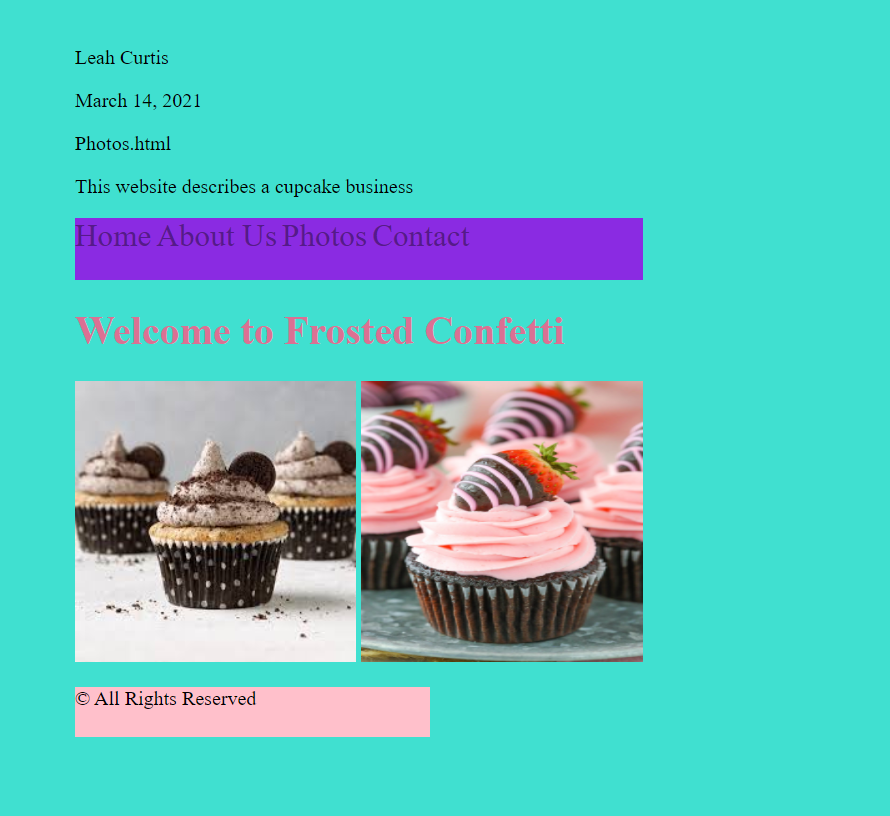 Leah Curtis
March 14, 2021
Photos.html
This website describes a cupcake business
Home About Us Photos Contact
Welcome to Frosted Confetti
© All Rights Reserved